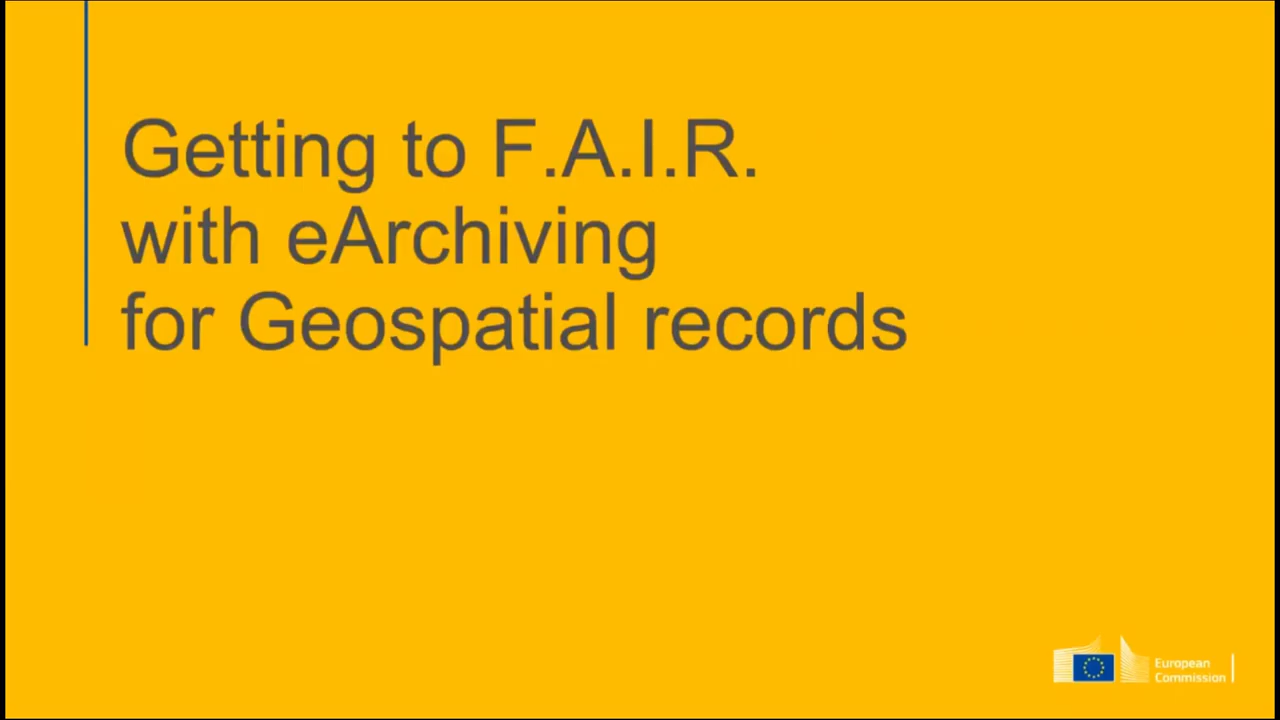 Getting to F.A.I.R.
with eArchiving
for Geospatial records
European
Commission